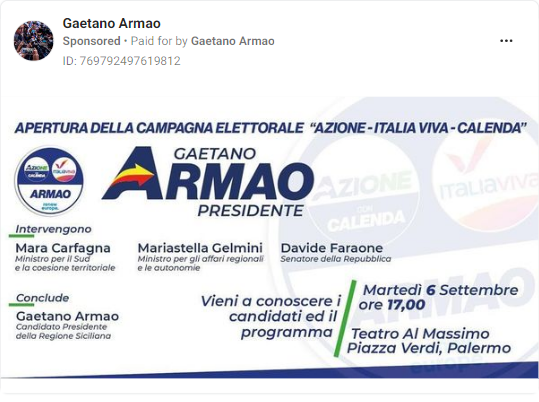 Gaetano Armao
Sponsored • Paid for by Gaetano Armao
ID: 769792497619812
APERTURA DELLA CAMPAGNA ELETTORALE "AZIONE - ITALIA VIVA - CALENDA"
AZIONE
CALENDA
italiaviva
ARMAO
renew
europe.
GAETANO
ARMAO
PRESIDENTE
AZIONE
CON
CALENDA
italiaviva
ARMAO
europe
Intervengono
Mara Carfagna
Ministro per il Sud
e la coesione territoriale
Mariastella Gelmini
Ministro per gli affari regionali
e le autonomie
Davide Faraone
Senatore della Repubblica
Conclude
Gaetano Armao
Candidato Presidente
della Regione Siciliana
Vieni a conoscere i
candidati ed il
programma
Martedì 6 Settembre
ore 17,00
Teatro Al Massimo
Piazza Verdi, Palermo